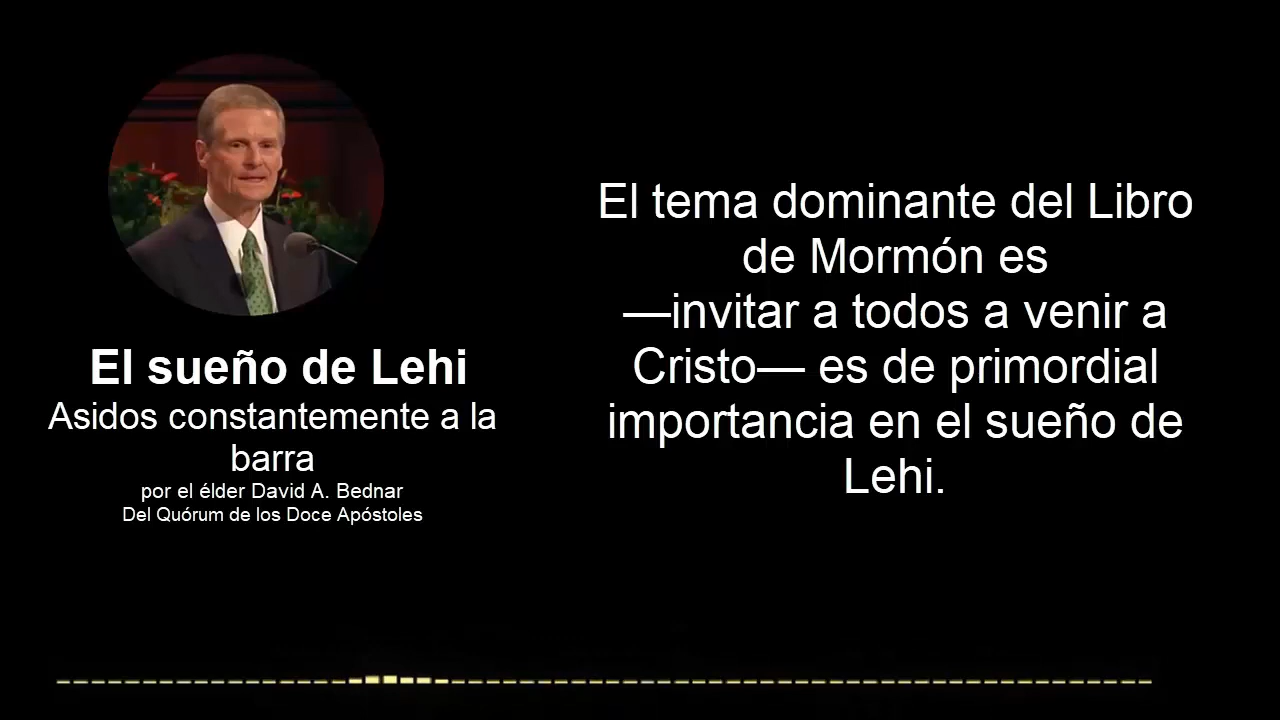 El sueño de Lehi
Asidos constantemente a la
barra
por el élder David A. Bednar
Del Quórum de los Doce Apóstoles
El tema dominante del Libro
de Mormón es
—invitar a todos a venir a
Cristo— es de primordial
importancia en el sueño de
Lehi.